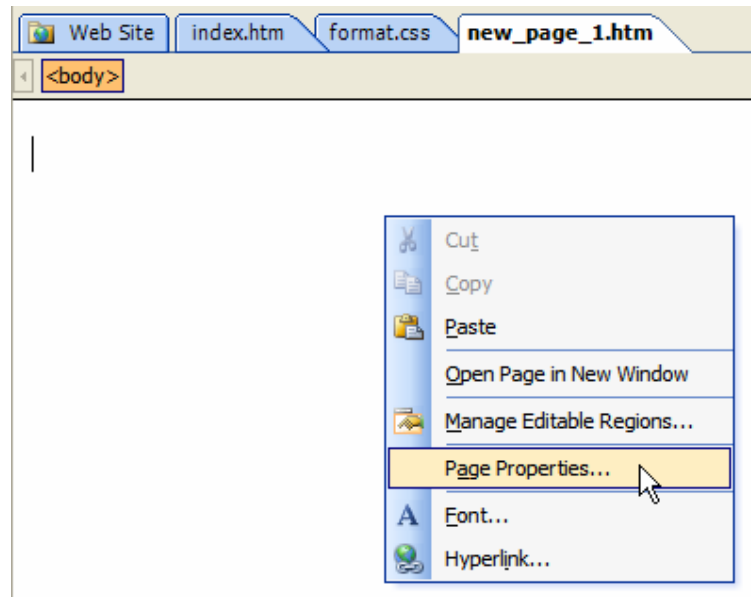 Web Site index.htm format.css new_page_1.htm
<body>
Cut
Copy
Paste
Open Page in New Window
Manage Editable Regions...
Page Properties...
Font...
Hyperlink...